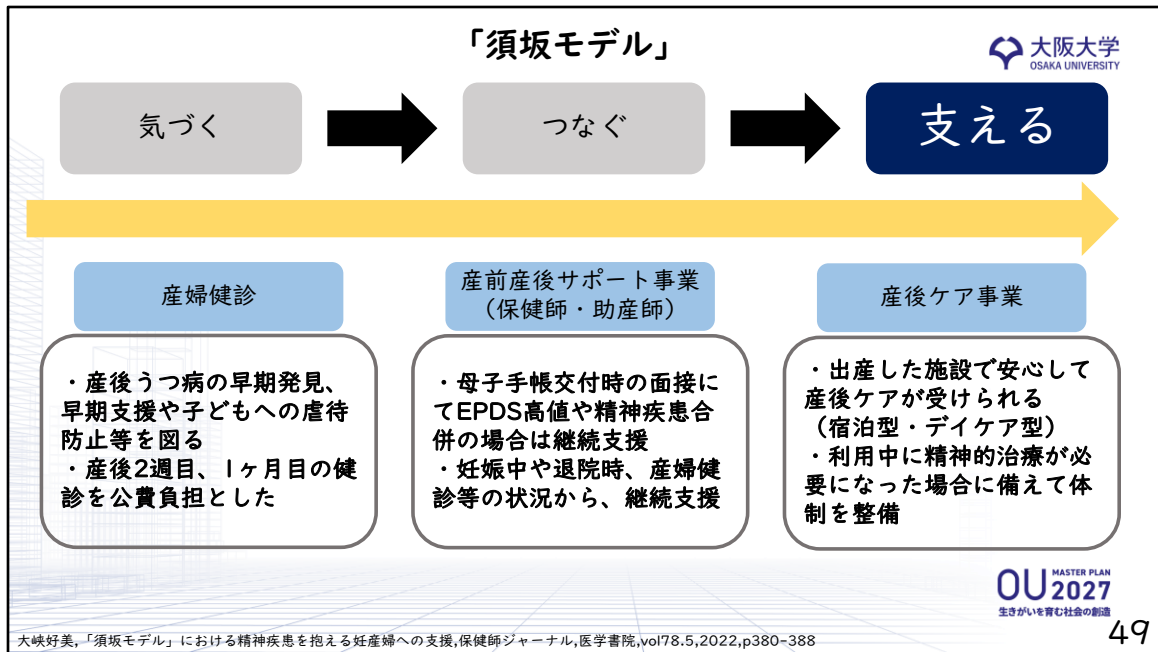 「須坂モデル」
大阪大学
OSAKA UNIVERSITY
気づく
つなぐ
支える
産婦健診
産前産後サポート事業
（保健師・助産師）
産後ケア事業
・産後うつ病の早期発見、
早期支援や子どもへの虐待
防止等を図る
・産後2週目、1ヶ月目の健
診を公費負担とした
・母子手帳交付時の面接に
てEPDS高値や精神疾患合
併の場合は継続支援
・妊娠中や退院時、産婦健
診等の状況から、継続支援
・出産した施設で安心して
産後ケアが受けられる
（宿泊型・デイケア型）
・利用中に精神的治療が必
要になった場合に備えて体
制を整備
OU MASTER PLAN 2027
生きがいを育む社会の創造
大峡好美,「須坂モデル」における精神疾患を抱える妊産婦への支援,保健師ジャーナル,医学書院,vol78.5,2022,p380-388
49